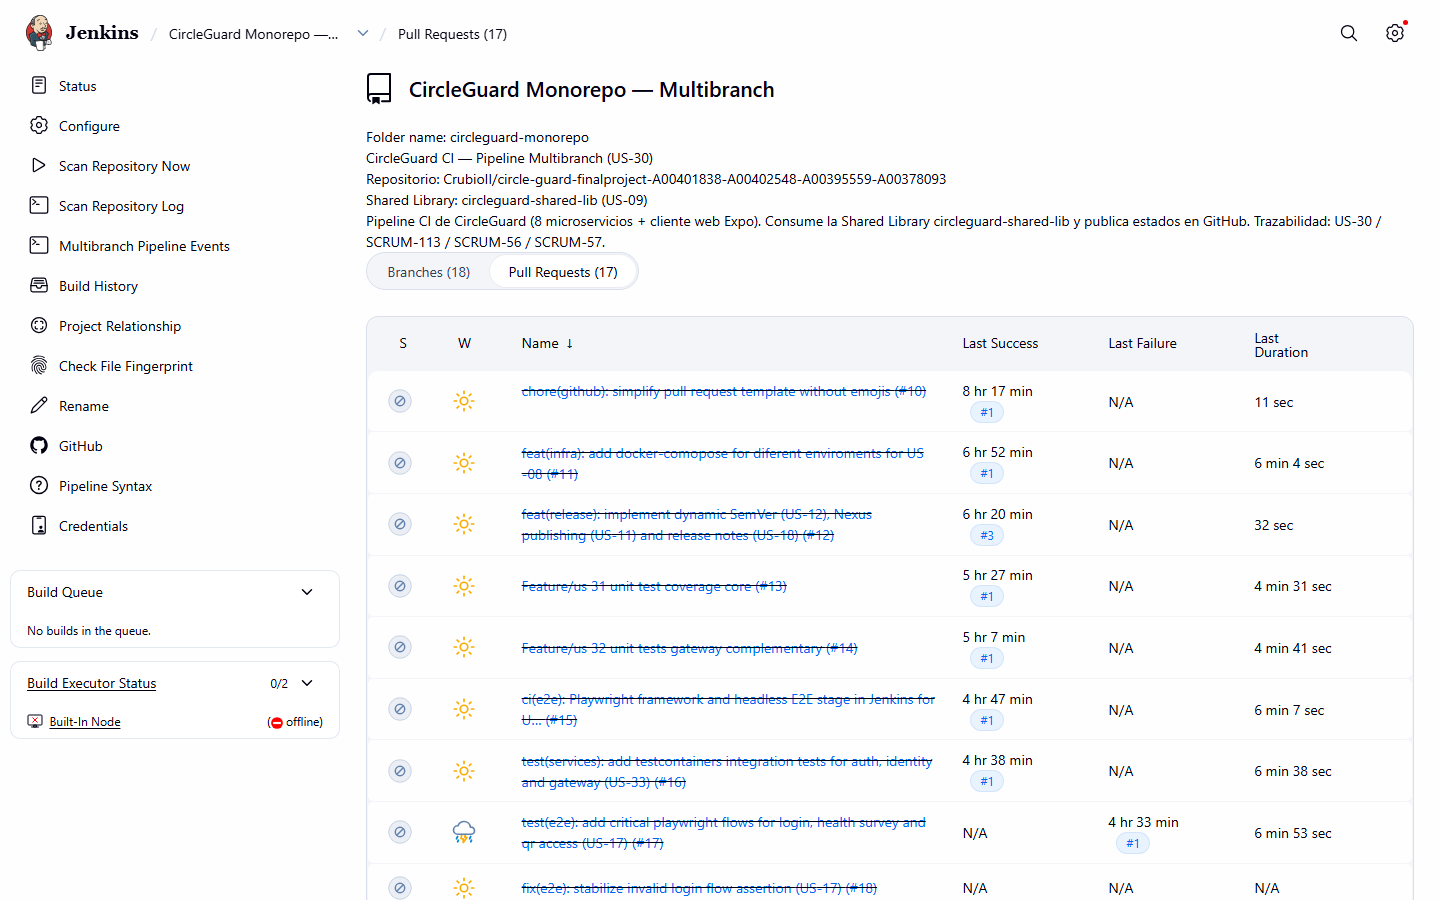 Jenkins / CircleGuard Monorepo —... / Pull Requests (17)
Status
Configure
Scan Repository Now
Scan Repository Log
Multibranch Pipeline Events
Build History
Project Relationship
Check File Fingerprint
Rename
GitHub
Pipeline Syntax
Credentials
Build Queue
No builds in the queue.
Build Executor Status 0/2
Built-In Node (offline)
CircleGuard Monorepo — Multibranch
Folder name: circleguard-monorepo
CircleGuard CI — Pipeline Multibranch (US-30)
Repositorio: Crubioll/circle-guard-finalproject-A00401838-A00402548-A00395559-A00378093
Shared Library: circleguard-shared-lib (US-09)
Pipeline CI de CircleGuard (8 microservicios + cliente web Expo). Consume la Shared Library circleguard-shared-lib y publica estados en GitHub. Trazabilidad: US-30 /
SCRUM-113 / SCRUM-56 / SCRUM-57.
Branches (18) Pull Requests (17)
S W Name ↓ Last Success Last Failure Last
Duration
chore(github): simplify pull request template without emojis (#10) 8 hr 17 min N/A 11 sec
#1
feat(infra): add docker-comopose for diferent enviroments for US 6 hr 52 min N/A 6 min 4 sec
-08 (#11) #1
feat(release): implement dynamic SemVer (US-12), Nexus 6 hr 20 min N/A 32 sec
publishing (US-11) and release notes (US-18) (#12) #3
Feature/us 31 unit test coverage core (#13) 5 hr 27 min N/A 4 min 31 sec
#1
Feature/us 32 unit tests gateway complementary (#14) 5 hr 7 min N/A 4 min 41 sec
#1
ci(e2e): Playwright framework and headless E2E stage in Jenkins for 4 hr 47 min N/A 6 min 7 sec
U... (#15) #1
test(services): add testcontainers integration tests for auth, identity 4 hr 38 min N/A 6 min 38 sec
and gateway (US-33) (#16) #1
test(e2e): add critical playwright flows for login, health survey and N/A 4 hr 33 min 6 min 53 sec
qr access (US-17) (#17) #1
fix(e2e): stabilize invalid login flow assertion (US-17) (#18) N/A N/A N/A